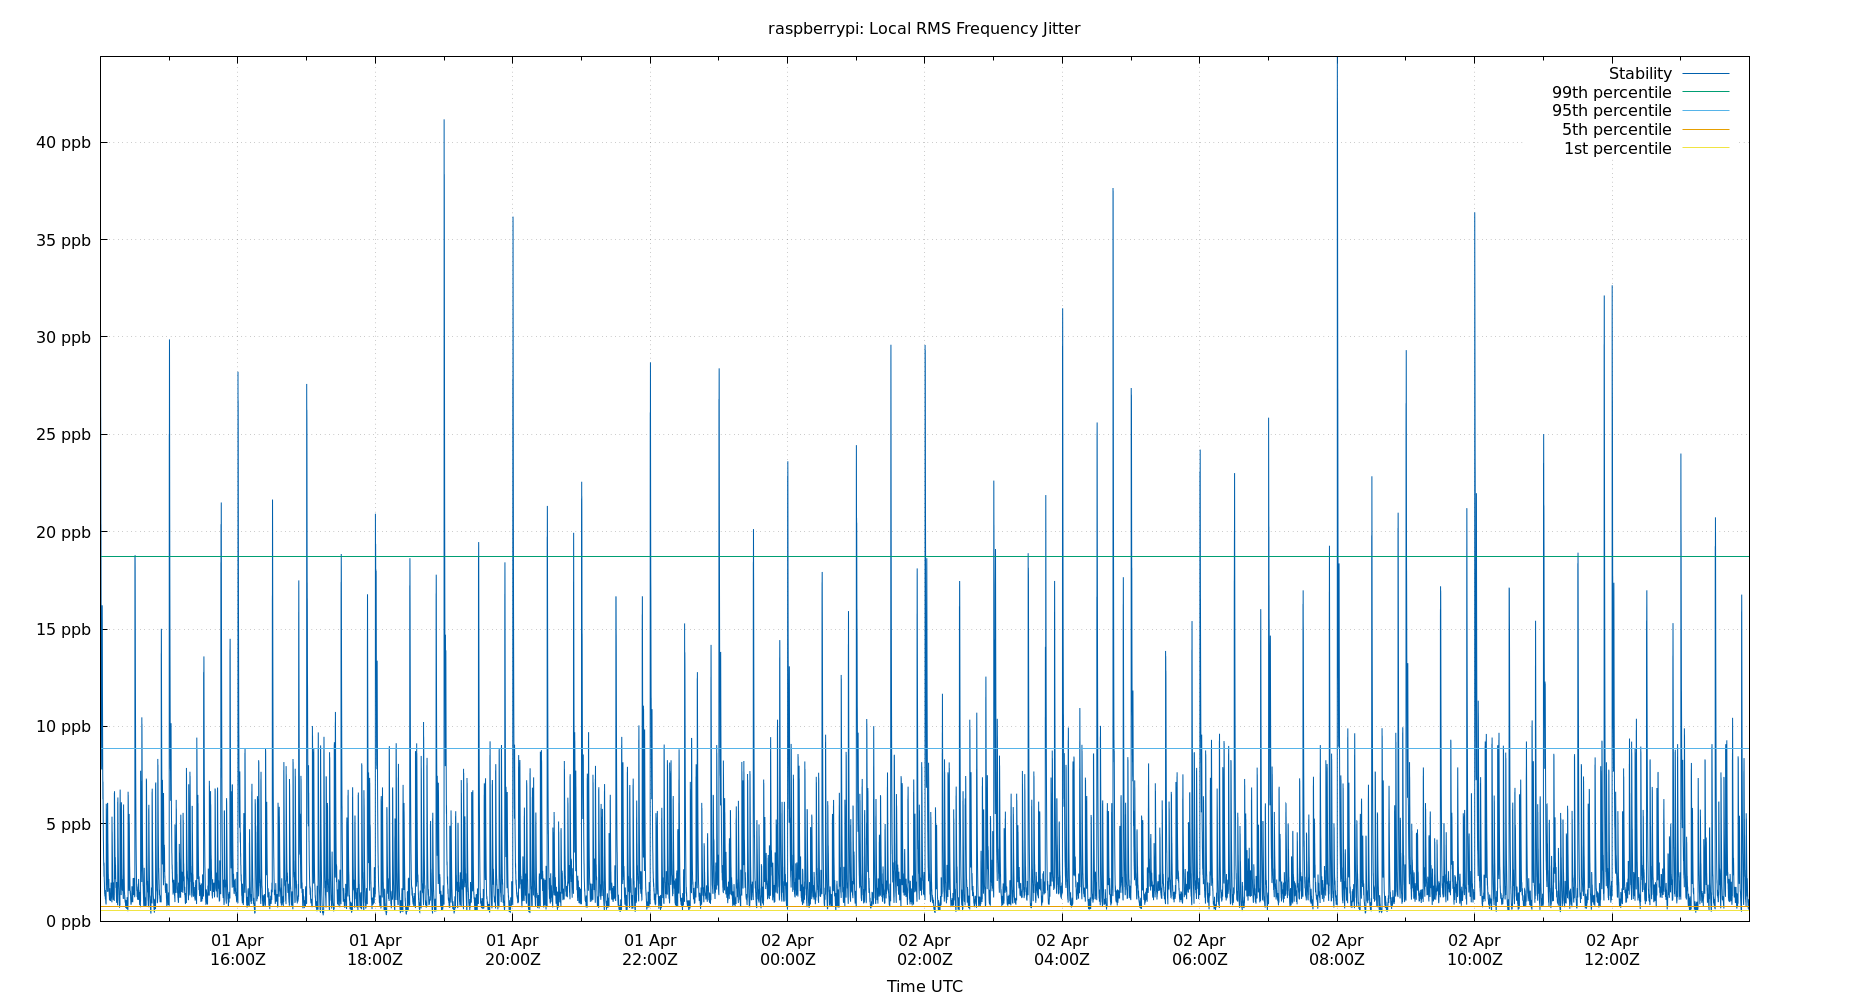 raspberrypi: Local RMS Frequency Jitter
Stability
99th percentile
95th percentile
5th percentile
1st percentile
40 ppb
35 ppb
30 ppb
25 ppb
20 ppb
15 ppb
10 ppb
5 ppb
0 ppb
01 Apr 01 Apr 01 Apr 01 Apr 02 Apr 02 Apr 02 Apr 02 Apr 02 Apr 02 Apr 02 Apr
16:00Z 18:00Z 20:00Z 22:00Z 00:00Z 02:00Z 04:00Z 06:00Z 08:00Z 10:00Z 12:00Z
Time UTC